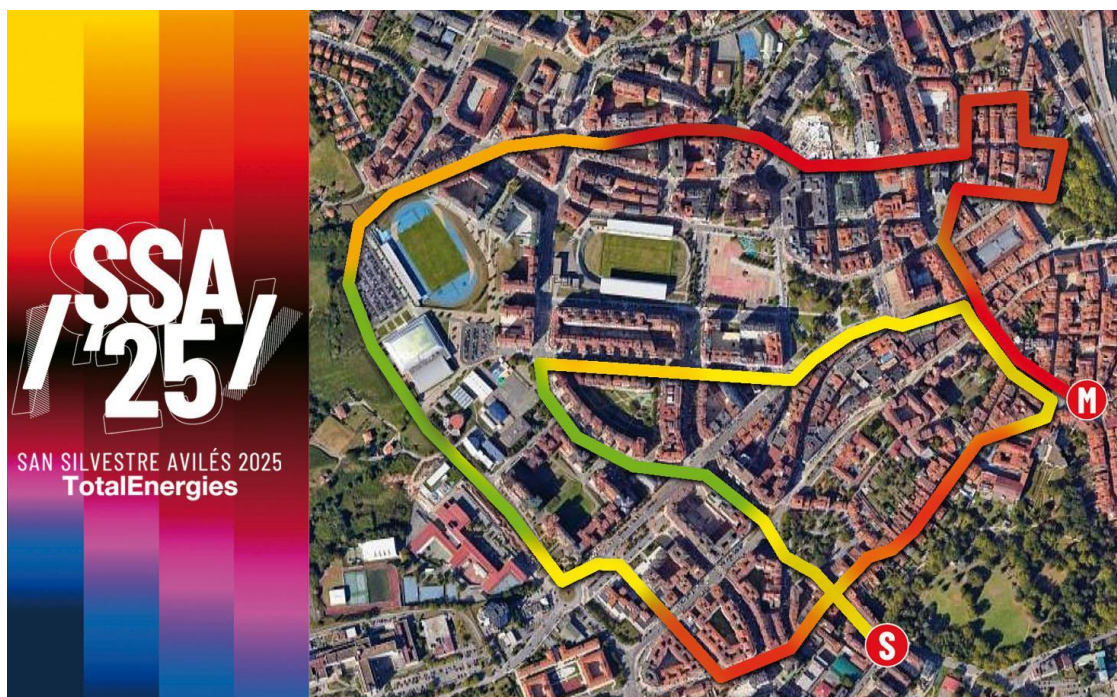 /SSA
'25/
SAN SILVESTRE AVILÉS 2025
TotalEnergies
M
S